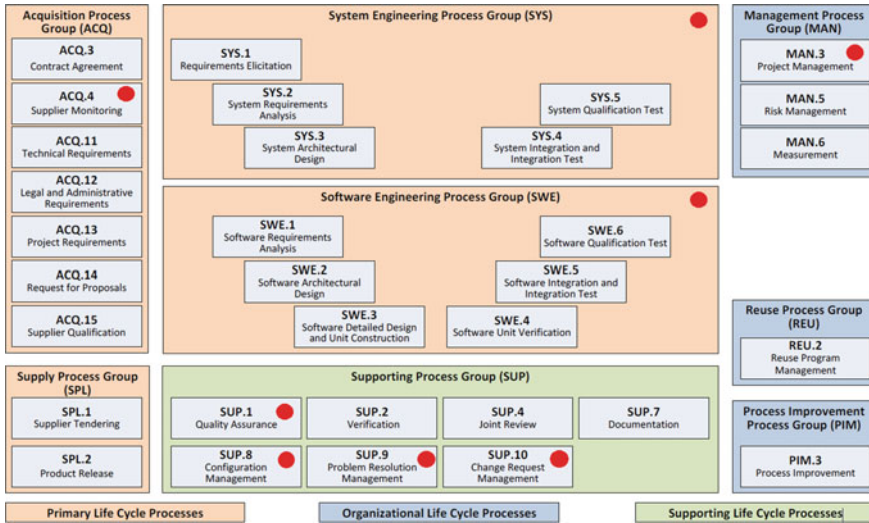 Acquisition Process
Group (ACQ)
ACQ.3
Contract Agreement
ACQ.4
Supplier Monitoring
ACQ.11
Technical Requirements
ACQ.12
Legal and Administrative
Requirements
ACQ.13
Project Requirements
ACQ.14
Request for Proposals
ACQ.15
Supplier Qualification
System Engineering Process Group (SYS)
SYS.1
Requirements Elicitation
SYS.2
System Requirements
Analysis
SYS.3
System Architectural
Design
SYS.5
System Qualification Test
SYS.4
System Integration and
Integration Test
Management Process
Group (MAN)
MAN.3
Project Management
MAN.5
Risk Management
MAN.6
Measurement
Software Engineering Process Group (SWE)
SWE.1
Software Requirements
Analysis
SWE.2
Software Architectural
Design
SWE.3
Software Detailed Design
and Unit Construction
SWE.6
Software Qualification Test
SWE.5
Software Integration and
Integration Test
SWE.4
Software Unit Verification
Reuse Process Group
(REU)
REU.2
Reuse Program
Management
Supply Process Group
(SPL)
SPL.1
Supplier Tendering
SPL.2
Product Release
Supporting Process Group (SUP)
SUP.1
Quality Assurance
SUP.2
Verification
SUP.4
Joint Review
SUP.7
Documentation
SUP.8
Configuration
Management
SUP.9
Problem Resolution
Management
SUP.10
Change Request
Management
Process Improvement
Process Group (PIM)
PIM.3
Process Improvement
Primary Life Cycle Processes
Organizational Life Cycle Processes
Supporting Life Cycle Processes